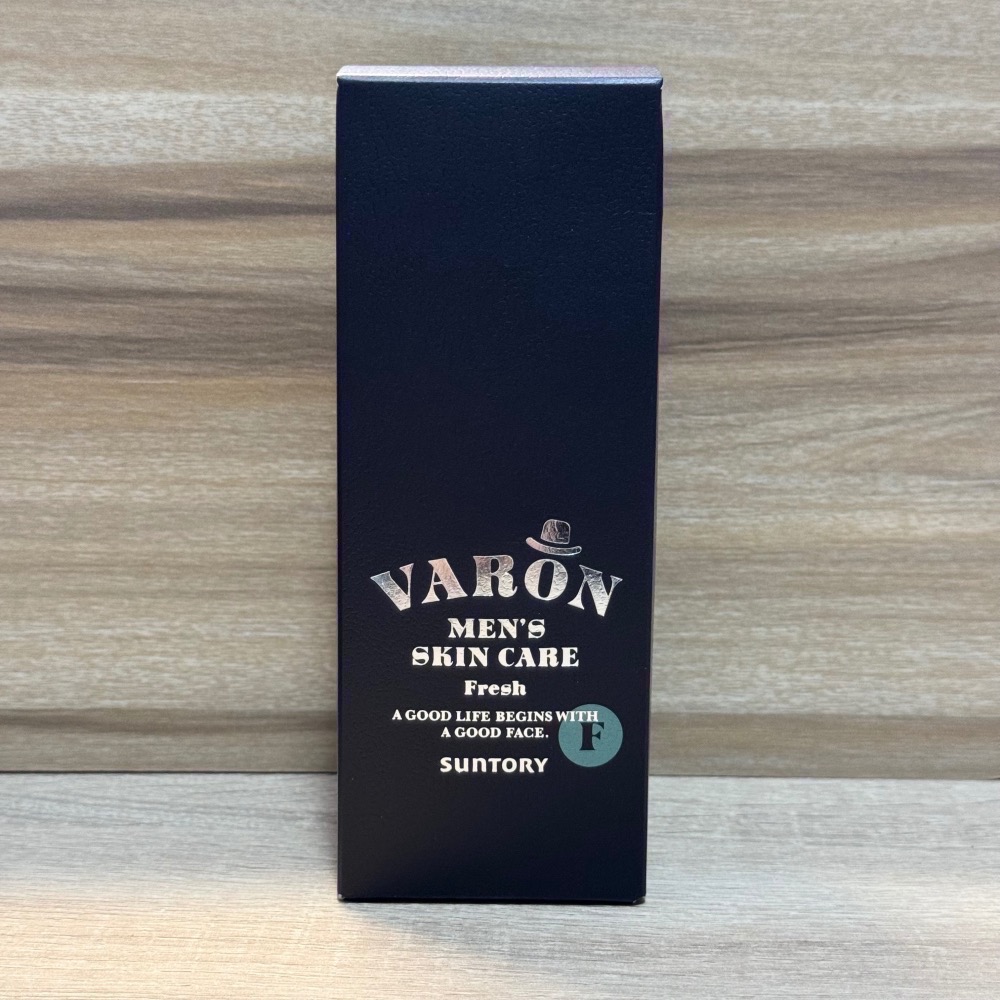 VARON
MEN'S
SKIN CARE
Fresh
A GOOD LIFE BEGINS WITH
A GOOD FACE.
F
SUNTORY